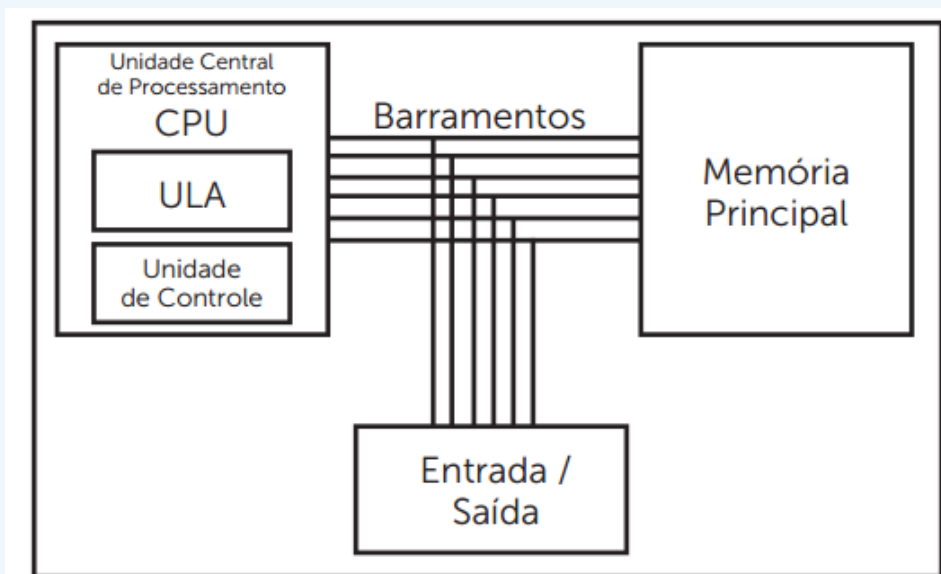 Unidade Central
de Processamento
CPU
ULA
Unidade
de Controle
Barramentos
Memória
Principal
Entrada /
Saída